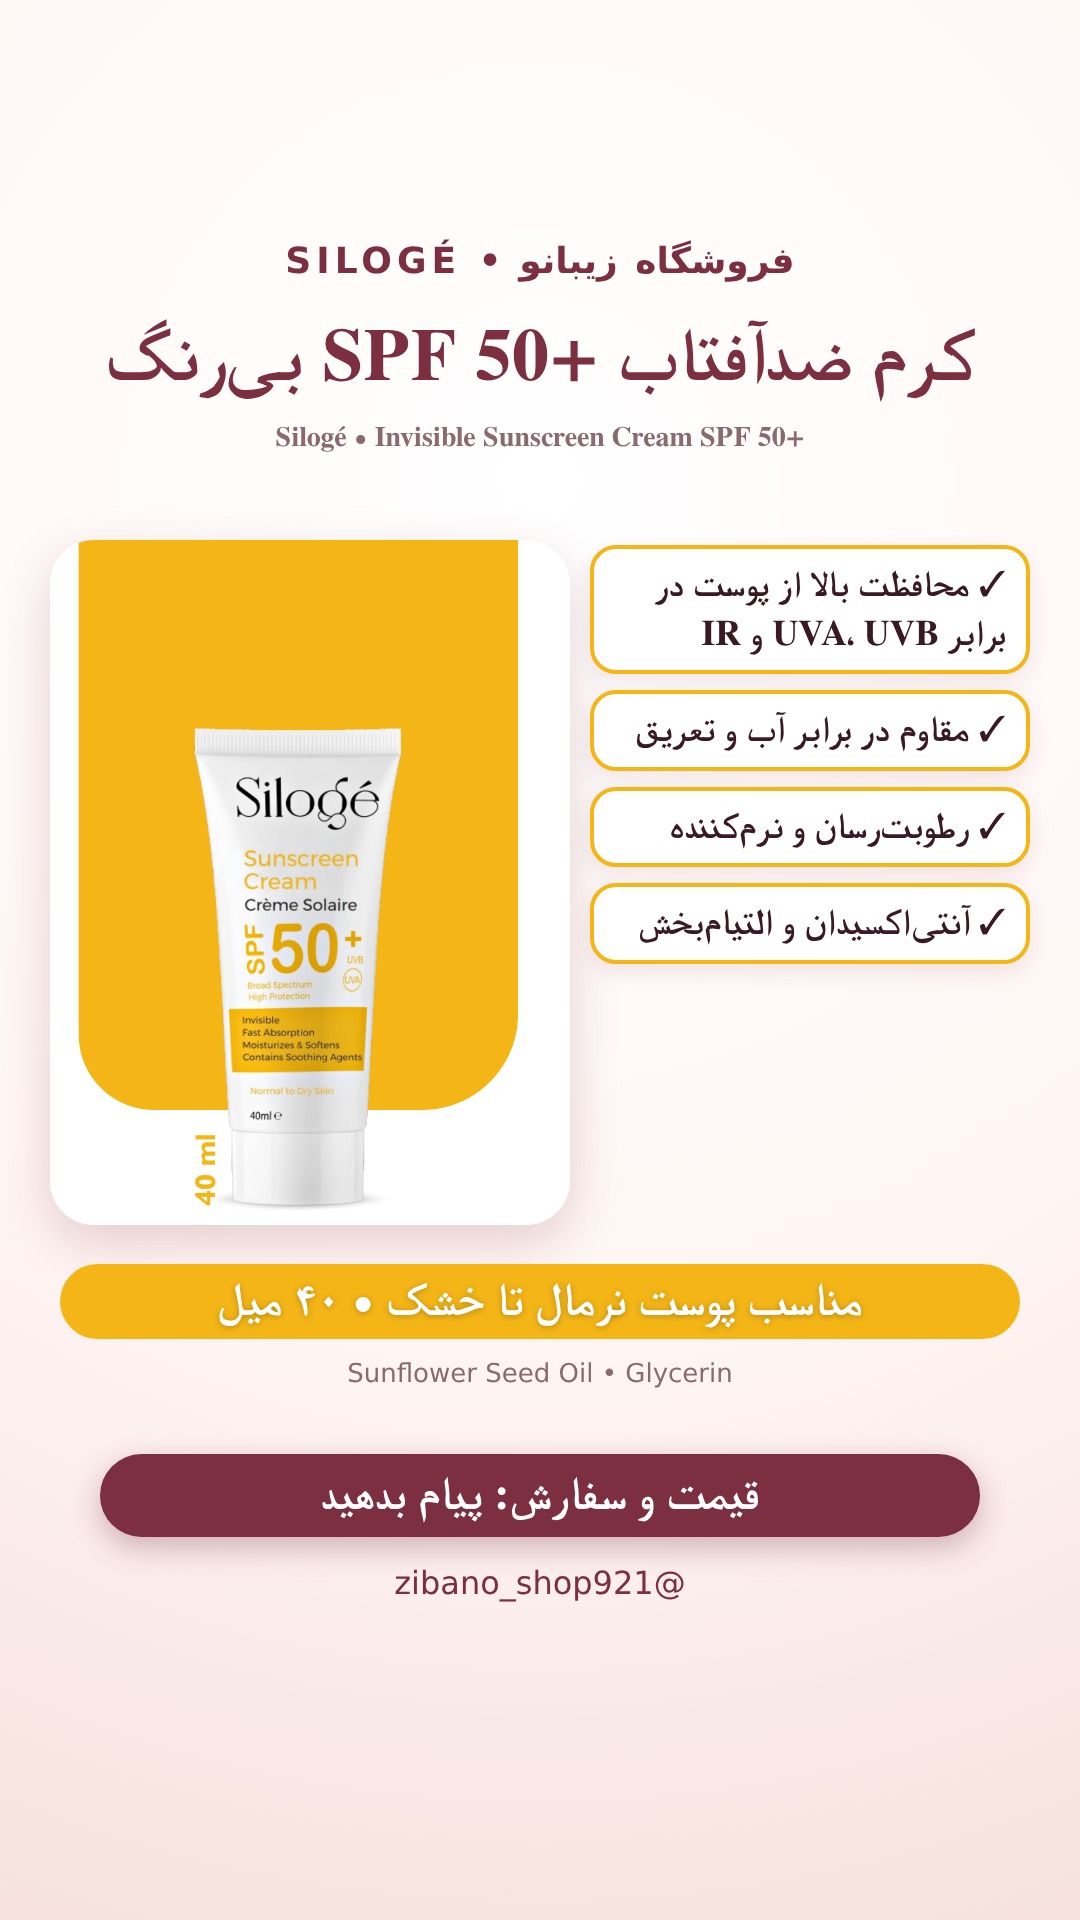 فروشگاه زیبانو • SILOGÉ
کرم ضدآفتاب SPF 50+ بی‌رنگ
Silogé • Invisible Sunscreen Cream SPF 50+
✓ محافظت بالا از پوست در
برابر UVA، UVB و IR
✓ مقاوم در برابر آب و تعریق
✓ رطوبت‌رسان و نرم‌کننده
✓ آنتی‌اکسیدان و التیام‌بخش
Silogé
Sunscreen
Cream
Crème Solaire
SPF 50+
UVB
UVA
Broad Spectrum
High Protection
Invisible
Fast Absorption
Moisturizes & Softens
Contains Soothing Agents
Normal to Dry Skin
40ml ℮
40 ml
مناسب پوست نرمال تا خشک • ۴۰ میل
Sunflower Seed Oil • Glycerin
قیمت و سفارش: پیام بدهید
zibano_shop921@